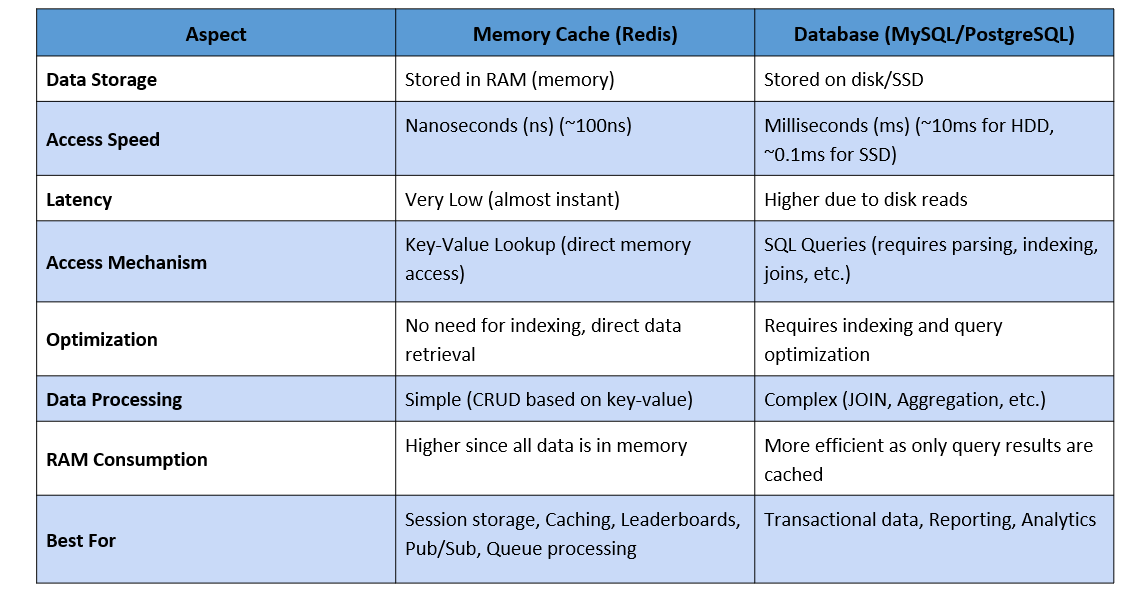 Aspect
Memory Cache (Redis)
Database (MySQL/PostgreSQL)
Data Storage
Stored in RAM (memory)
Stored on disk/SSD
Access Speed
Nanoseconds (ns) (~100ns)
Milliseconds (ms) (~10ms for HDD,
~0.1ms for SSD)
Latency
Very Low (almost instant)
Higher due to disk reads
Access Mechanism
Key-Value Lookup (direct memory
access)
SQL Queries (requires parsing, indexing,
joins, etc.)
Optimization
No need for indexing, direct data
retrieval
Requires indexing and query
optimization
Data Processing
Simple (CRUD based on key-value)
Complex (JOIN, Aggregation, etc.)
RAM Consumption
Higher since all data is in memory
More efficient as only query results are
cached
Best For
Session storage, Caching, Leaderboards,
Pub/Sub, Queue processing
Transactional data, Reporting, Analytics